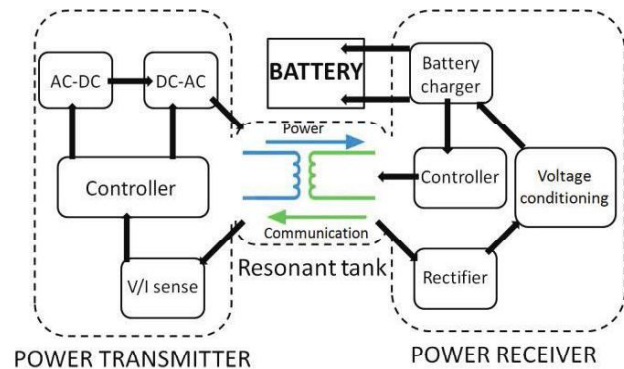 AC-DC
DC-AC
BATTERY
Battery
charger
Power
Controller
Controller
Voltage
conditioning
Communication
V/I sense
Resonant tank
Rectifier
POWER TRANSMITTER
POWER RECEIVER